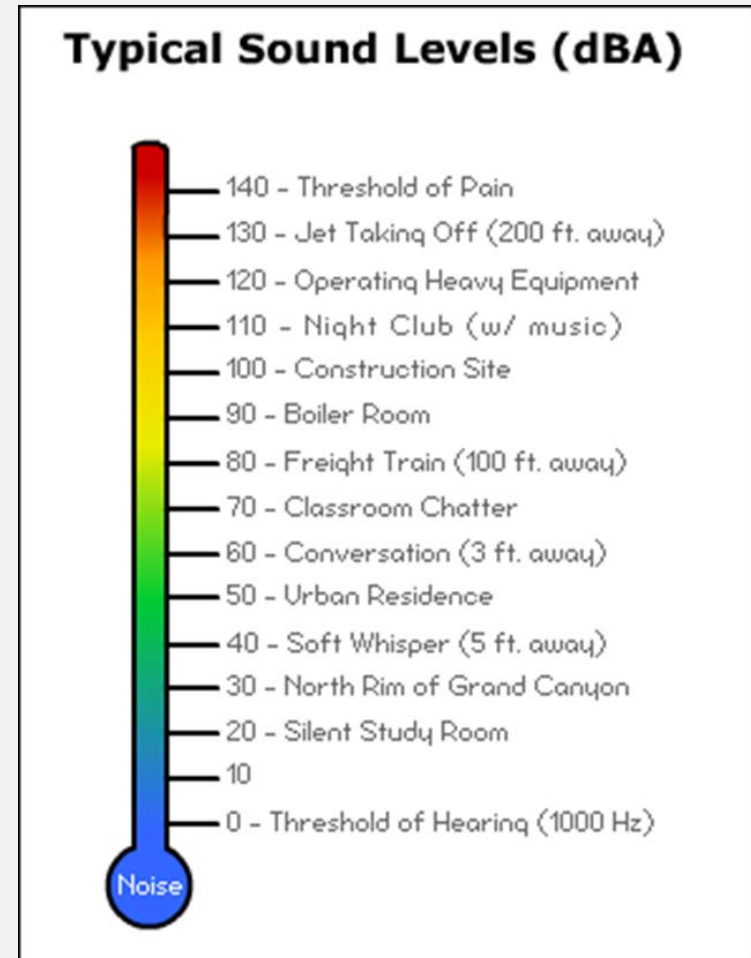 Typical Sound Levels (dBA)
140 - Threshold of Pain
130 - Jet Taking Off (200 ft. away)
120 - Operating Heavy Equipment
110 - Night Club (w/ music)
100 - Construction Site
90 - Boiler Room
80 - Freight Train (100 ft. away)
70 - Classroom Chatter
60 - Conversation (3 ft. away)
50 - Urban Residence
40 - Soft Whisper (5 ft. away)
30 - North Rim of Grand Canyon
20 - Silent Study Room
10
0 - Threshold of Hearing (1000 Hz)
Noise